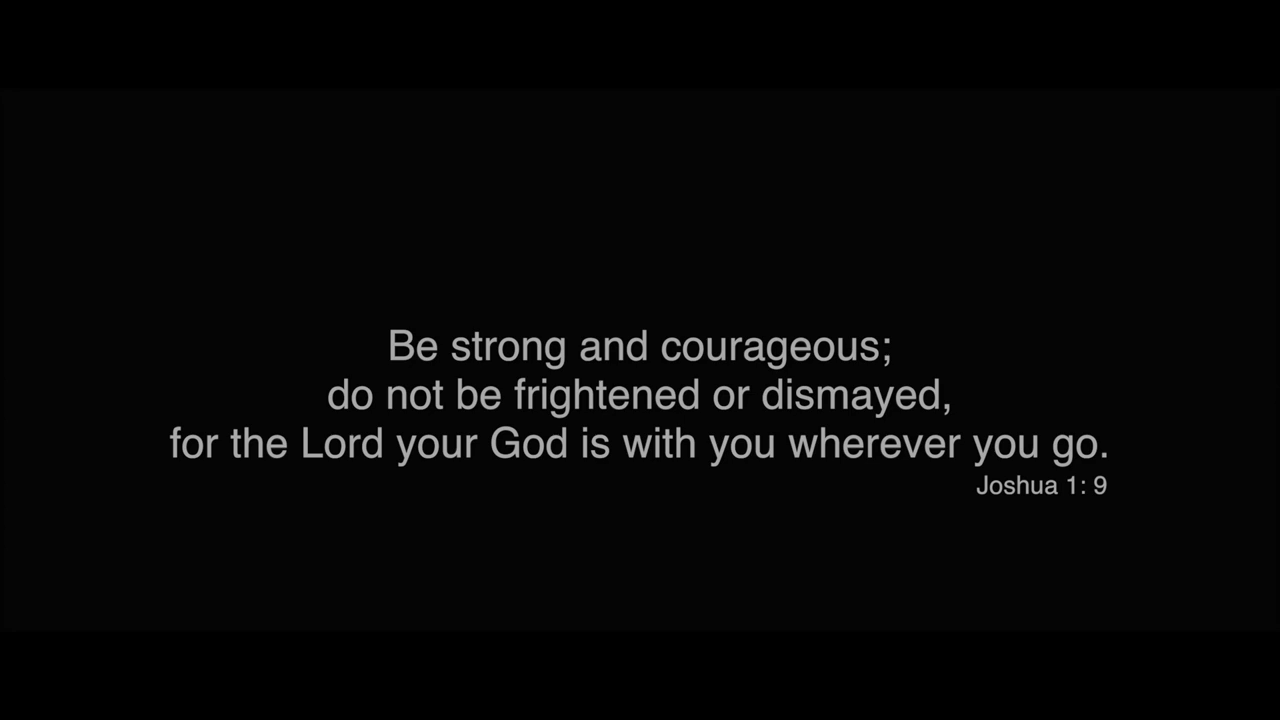 Be strong and courageous;
do not be frightened or dismayed,
for the Lord your God is with you wherever you go.
Joshua 1: 9